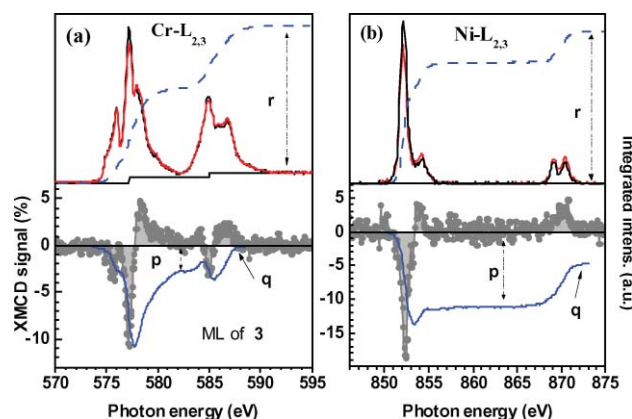 (a) Cr-L2,3
r
(b) Ni-L2,3
r
XMCD signal (%)
5
0
-5
-10
p
q
ML of 3
570 575 580 585 590 595
Photon energy (eV)
5
0
-5
-10
-15
p
q
850 855 860 865 870 875
Photon energy (eV)
Integrated intens. (a.u.)